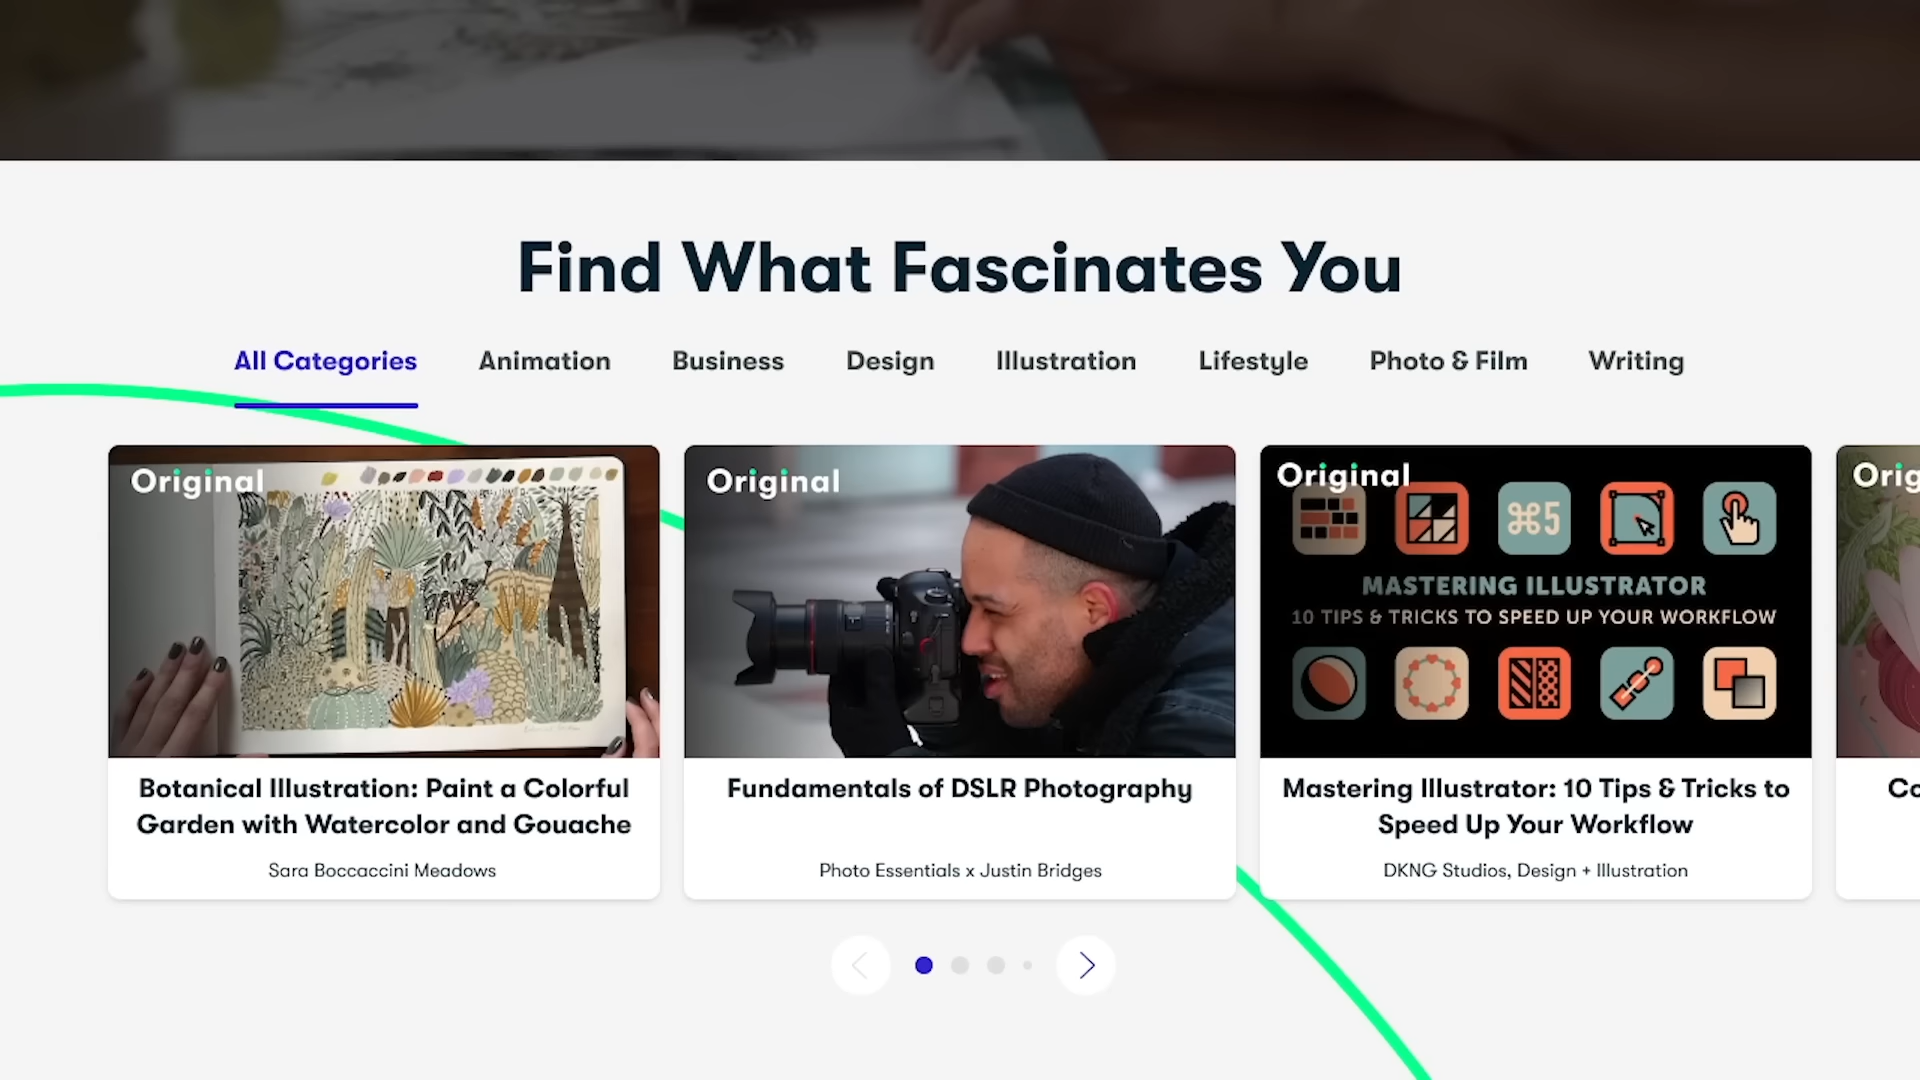 Find What Fascinates You
All Categories Animation Business Design Illustration Lifestyle Photo & Film Writing
Original
Botanical Illustration: Paint a Colorful
Garden with Watercolor and Gouache
Sara Boccaccini Meadows
Original
Fundamentals of DSLR Photography
Photo Essentials x Justin Bridges
Original
⌘5
MASTERING ILLUSTRATOR
10 TIPS & TRICKS TO SPEED UP YOUR WORKFLOW
Mastering Illustrator: 10 Tips & Tricks to
Speed Up Your Workflow
DKNG Studios, Design + Illustration
Orig
Co